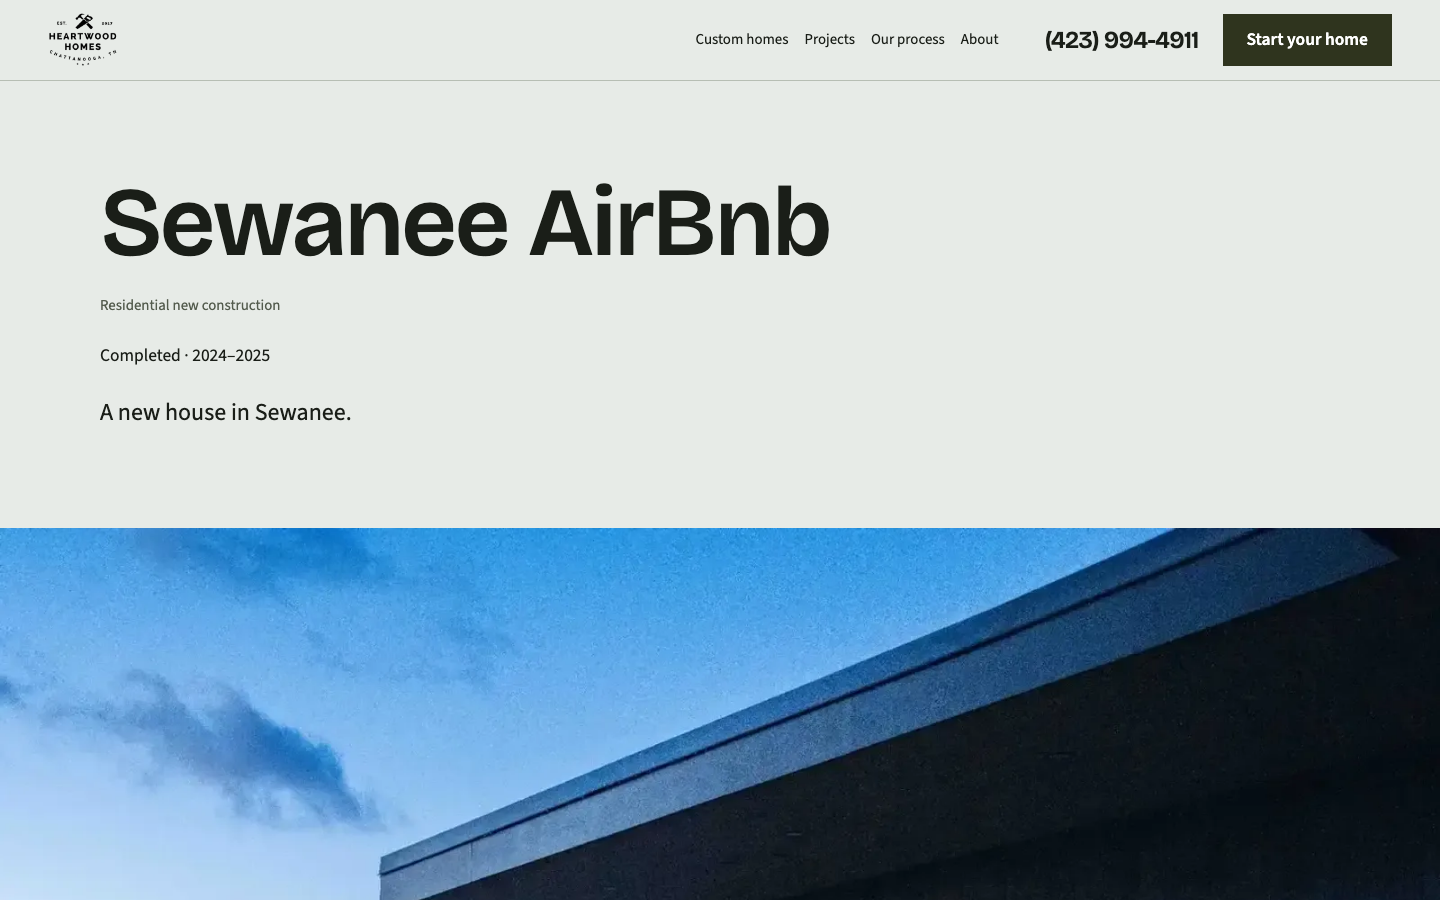 EST. 2017
HEARTWOOD
HOMES
CHATTANOOGA, TN
Custom homes
Projects
Our process
About
(423) 994-4911
Start your home
Sewanee AirBnb
Residential new construction
Completed · 2024–2025
A new house in Sewanee.